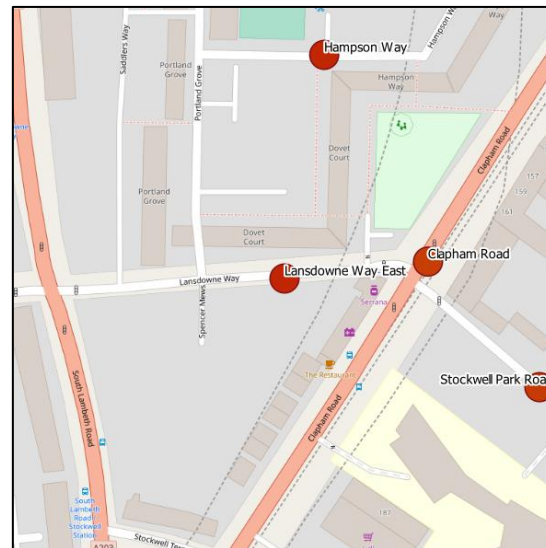 Hampson Way
Hampson Way
Saddlers Way
Portland Grove
Portland
Grove
Hampson
Way
Clapham Road
Dovet
Court
157
159
161
Portland
Grove
Dovet
Court
Clapham Road
Lansdowne Way East
Lansdowne Way
Serrana
Spencer Mews
The Restaurant
Stockwell Park Roa
South Lambeth Road
Clapham Road
South
Lambeth
Road
Stockwell
Station
187
Stockwell Ter
A203